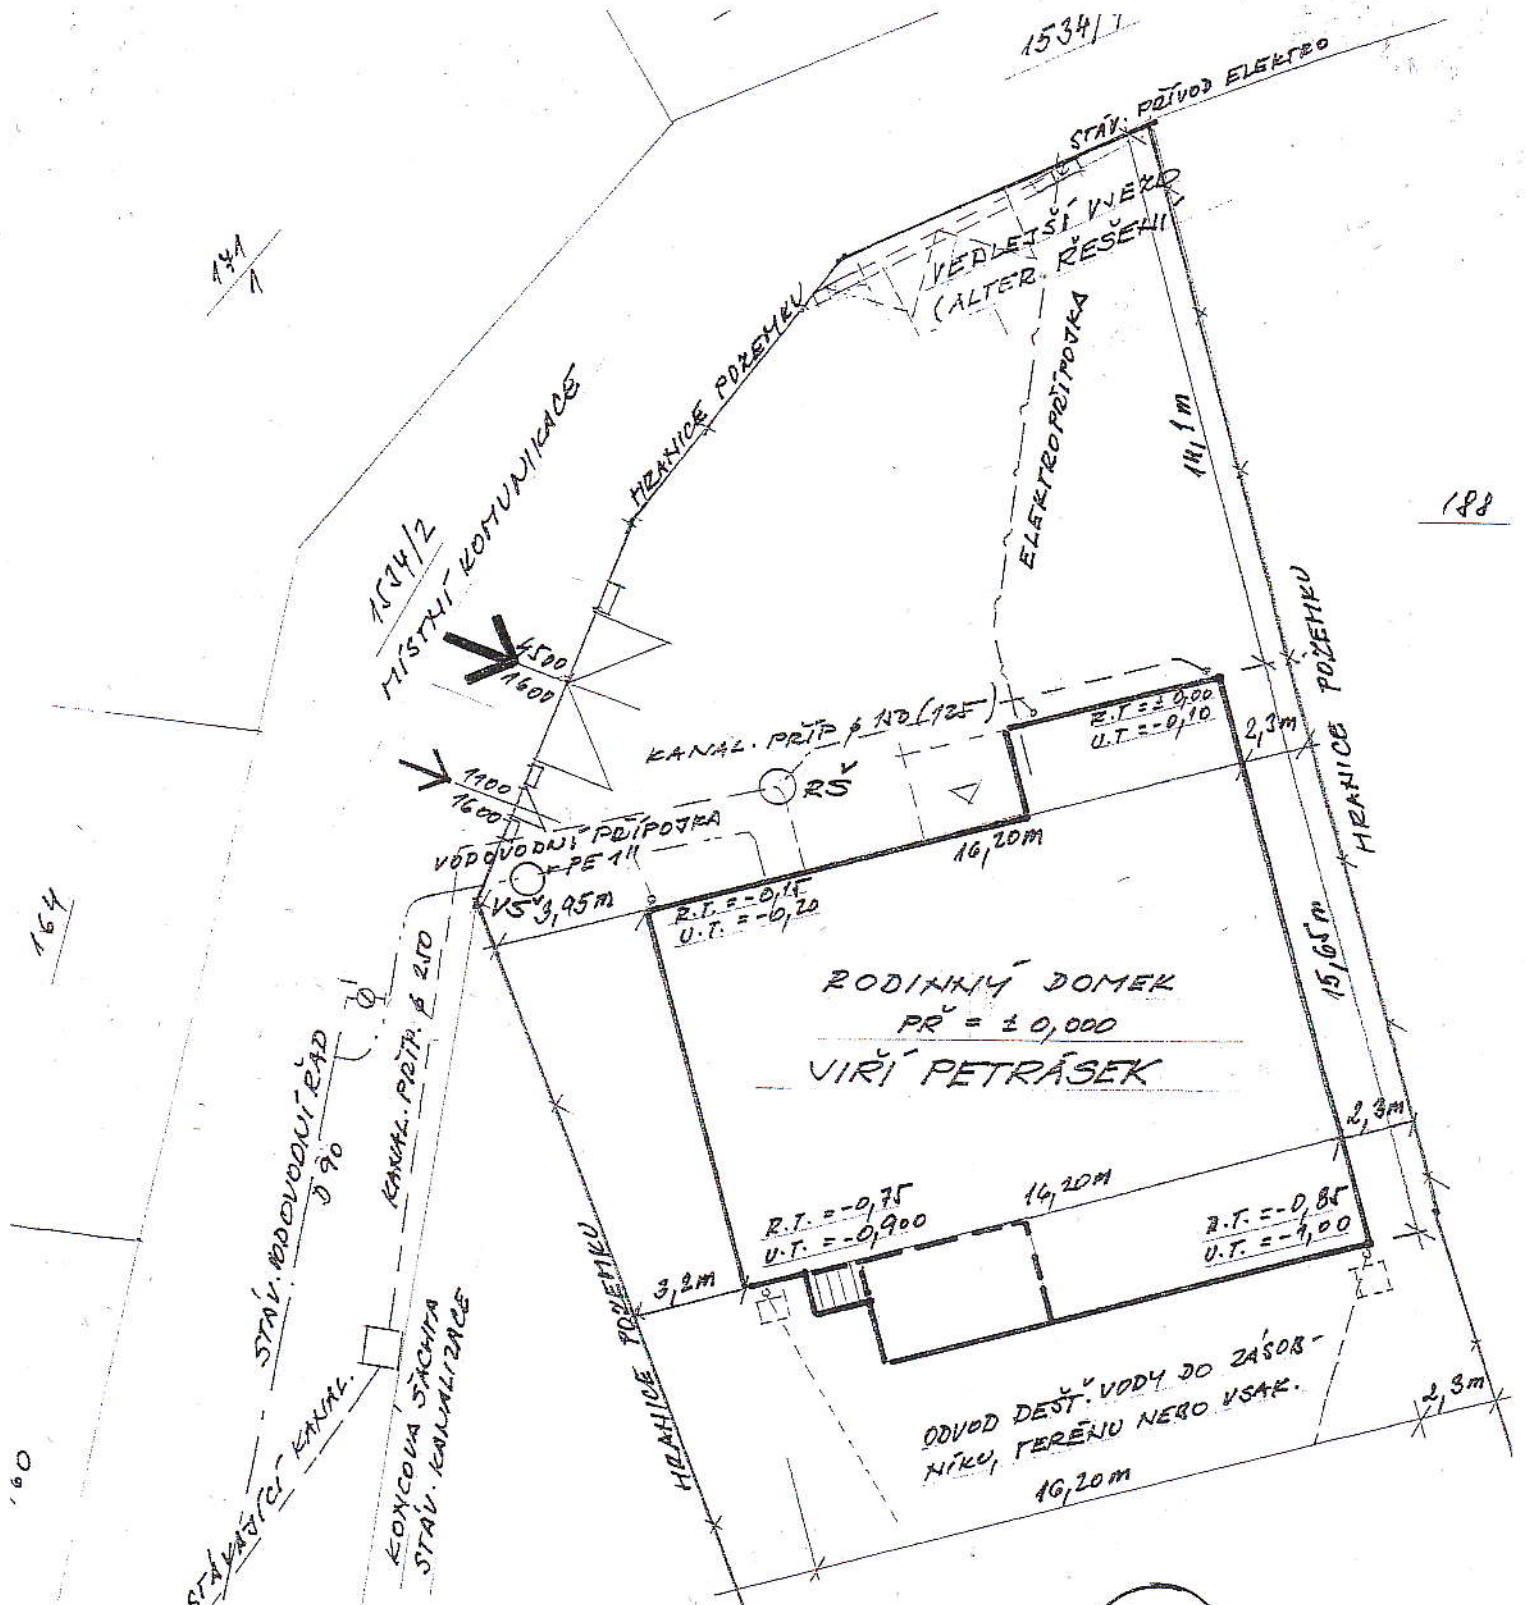 1534/1
STÁV. PŘÍVOD ELEKTRO
VEDLEJŠÍ VJEZD
(ALTER. ŘEŠENÍ
171
1
HRANICE POZEMKU
ELEKTROPŘÍPOJKA
14,1m
188
1534/2
MÍSTNÍ KOMUNIKACE
4500
1600
1100
1600
KANAL. PŘÍP ϕ 150 (125)
RŠ
R.T = ± 0,00
U.T = -0,10
2,3m
HRANICE POZEMKU
VODOVODNÍ PŘÍPOJKA
PE 1"
VŠ
3,95m
16,20m
R.T. = -0,15
U.T. = -0,20
164
RODINNÝ DOMEK
PŘ = ± 0,000
JIŘÍ PETRÁSEK
15,65m
STÁV. VODOVODNÍ ŘAD
D 90
KANAL. PŘÍP. ϕ 250
2,3m
R.T. = -0,75
U.T. = -0,900
14,20m
R.T. = -0,85
U.T. = -1,00
3,2m
HRANICE POZEMKU
KONCOVÁ ŠACHTA
STÁV. KANALIZACE
STÁVAJÍCÍ KANAL.
ODVOD DEŠŤ. VODY DO ZÁSOB-
NÍKU, TERÉNU NEBO VSAK.
2,3m
16,20m
160